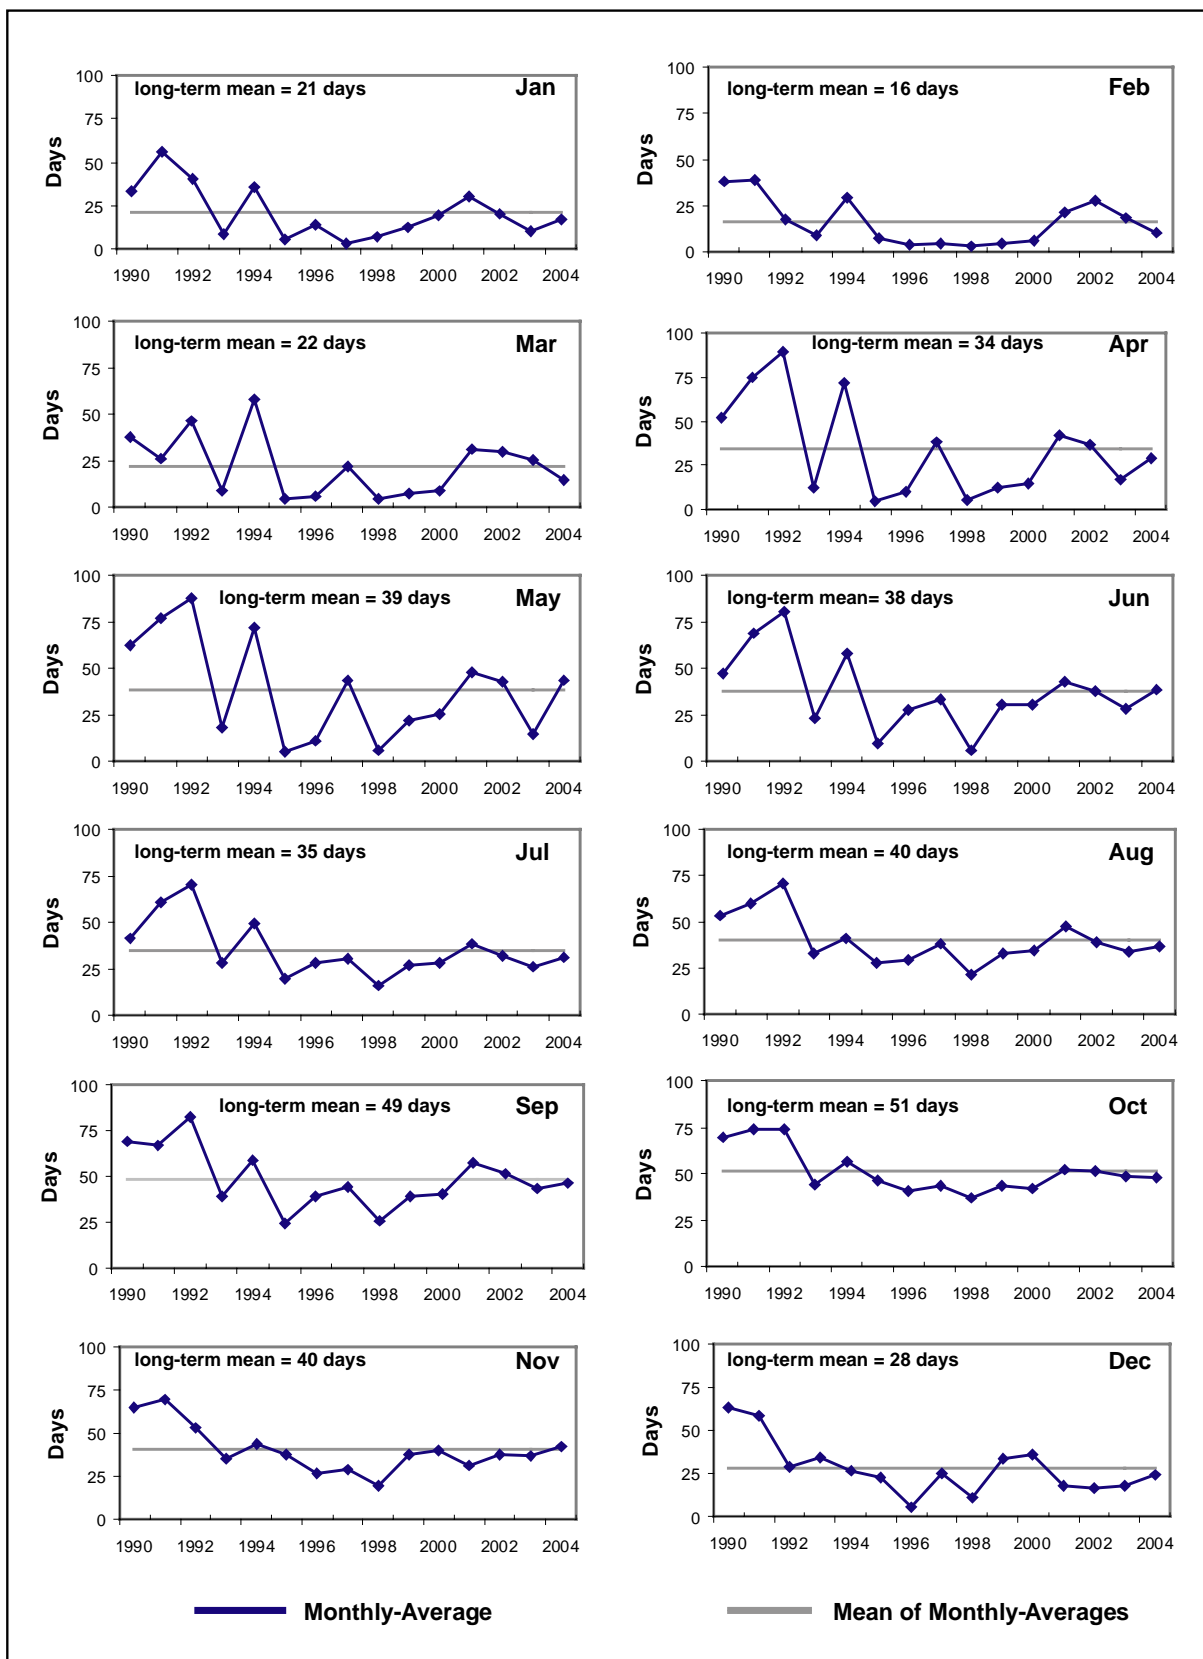 long-term mean = 21 days
Jan
Days
100
75
50
25
0
1990 1992 1994 1996 1998 2000 2002 2004
long-term mean = 16 days
Feb
Days
100
75
50
25
0
1990 1992 1994 1996 1998 2000 2002 2004
long-term mean = 22 days
Mar
Days
100
75
50
25
0
1990 1992 1994 1996 1998 2000 2002 2004
long-term mean = 34 days
Apr
Days
100
75
50
25
0
1990 1992 1994 1996 1998 2000 2002 2004
long-term mean = 39 days
May
Days
100
75
50
25
0
1990 1992 1994 1996 1998 2000 2002 2004
long-term mean= 38 days
Jun
Days
100
75
50
25
0
1990 1992 1994 1996 1998 2000 2002 2004
long-term mean = 35 days
Jul
Days
100
75
50
25
0
1990 1992 1994 1996 1998 2000 2002 2004
long-term mean = 40 days
Aug
Days
100
75
50
25
0
1990 1992 1994 1996 1998 2000 2002 2004
long-term mean = 49 days
Sep
Days
100
75
50
25
0
1990 1992 1994 1996 1998 2000 2002 2004
long-term mean = 51 days
Oct
Days
100
75
50
25
0
1990 1992 1994 1996 1998 2000 2002 2004
long-term mean = 40 days
Nov
Days
100
75
50
25
0
1990 1992 1994 1996 1998 2000 2002 2004
long-term mean = 28 days
Dec
Days
100
75
50
25
0
1990 1992 1994 1996 1998 2000 2002 2004
Monthly-Average
Mean of Monthly-Averages